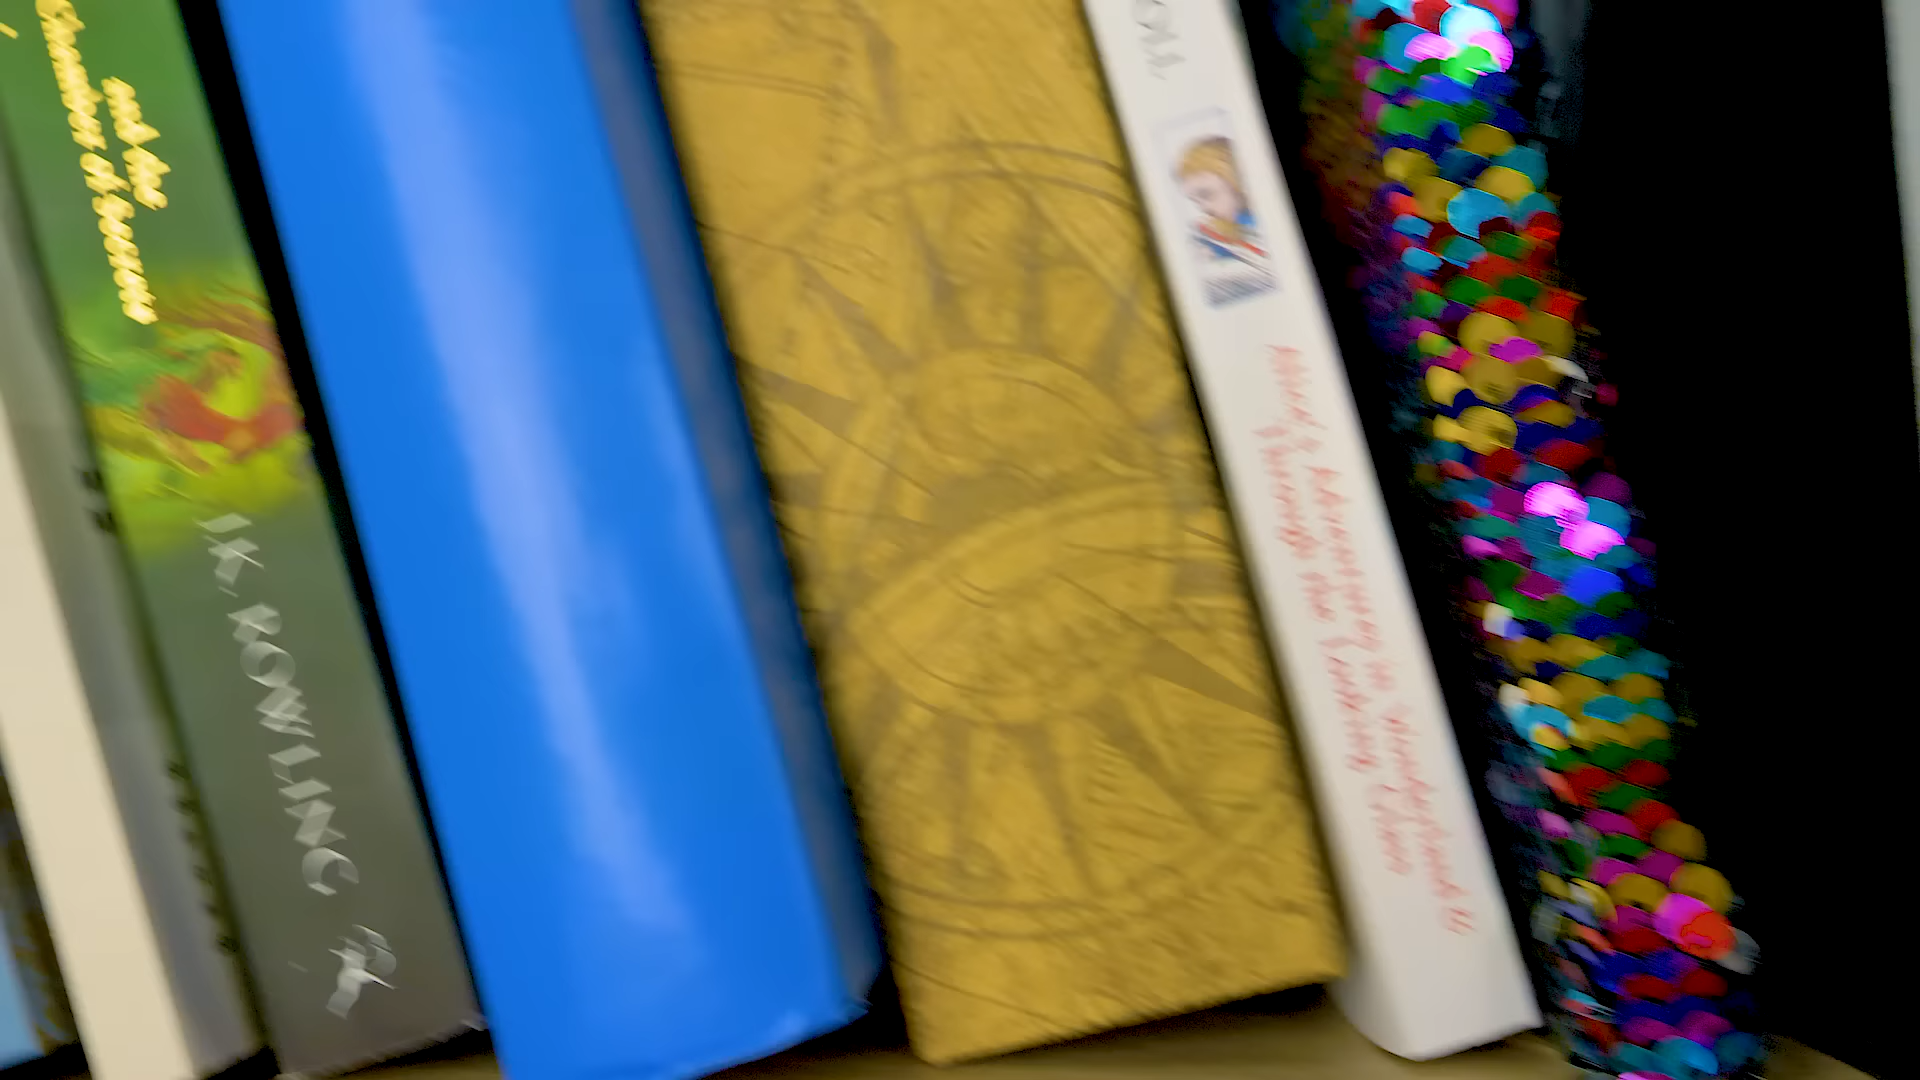 and the
Chamber of Secrets
J.K. ROWLING
Alice's Adventures in Wonderland &
Through the Looking Glass